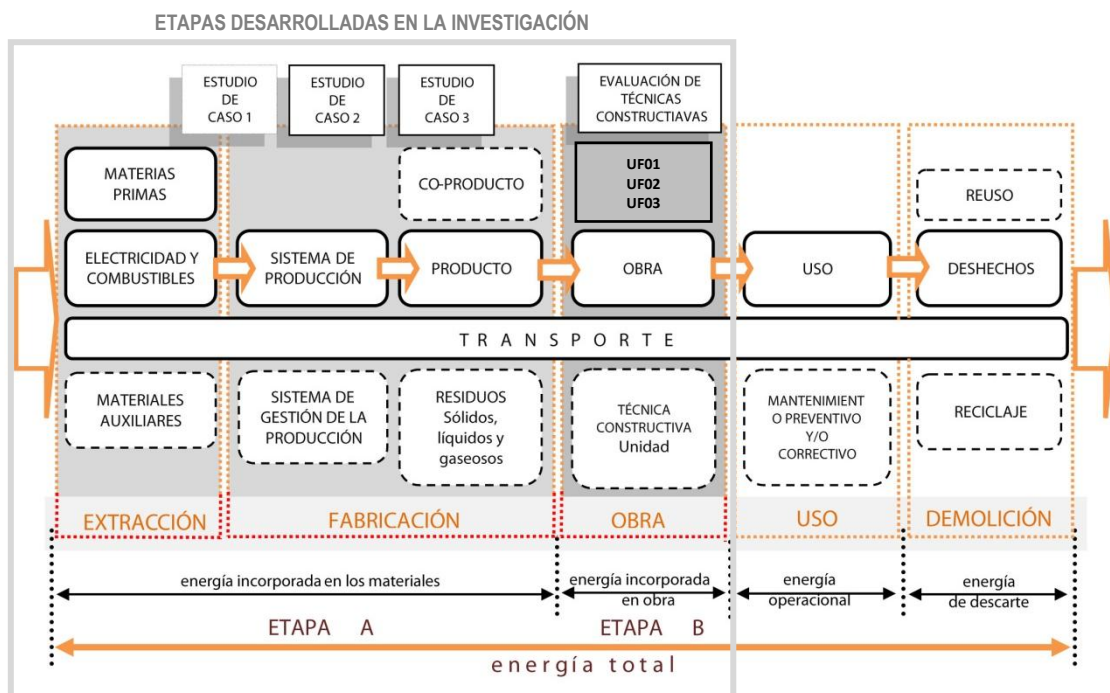 ETAPAS DESARROLLADAS EN LA INVESTIGACIÓN
ESTUDIO
DE
CASO 1
ESTUDIO
DE
CASO 2
ESTUDIO
DE
CASO 3
EVALUACIÓN DE
TÉCNICAS
CONSTRUCTIAVAS
MATERIAS
PRIMAS
CO-PRODUCTO
UF01
UF02
UF03
REUSO
ELECTRICIDAD Y
COMBUSTIBLES
SISTEMA DE
PRODUCCIÓN
PRODUCTO
OBRA
USO
DESHECHOS
TRANSPORTE
MATERIALES
AUXILIARES
SISTEMA DE
GESTIÓN DE LA
PRODUCCIÓN
RESIDUOS
Sólidos,
líquidos y
gaseosos
TÉCNICA
CONSTRUCTIVA
Unidad
MANTENIMIENT
O PREVENTIVO
Y/O
CORRECTIVO
RECICLAJE
EXTRACCIÓN
FABRICACIÓN
OBRA
USO
DEMOLICIÓN
energía incorporada en los materiales
energía incorporada
en obra
energía
operacional
energía
de descarte
ETAPA A
ETAPA B
energía total